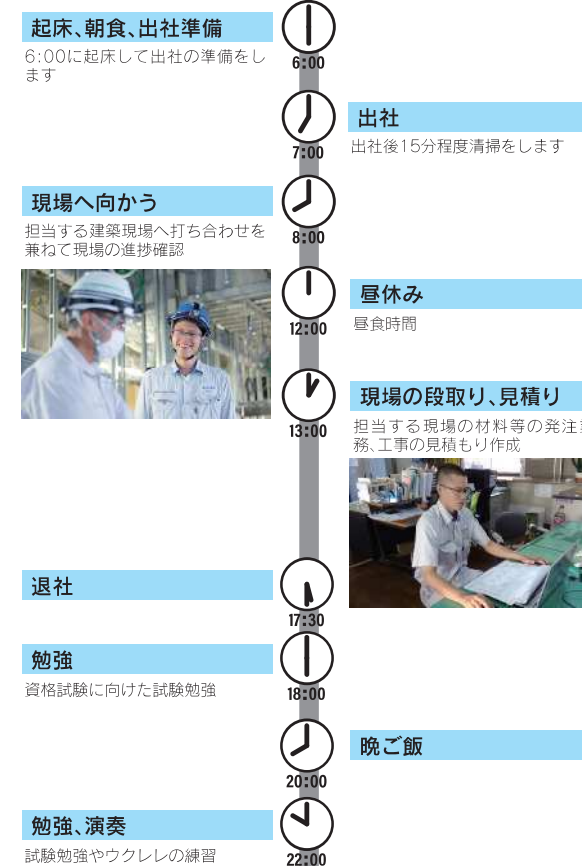 起床、朝食、出社準備
6:00に起床して出社の準備をし
ます
6:00
出社
出社後15分程度清掃をします
7:00
現場へ向かう
担当する建築現場へ打ち合わせを
兼ねて現場の進捗確認
8:00
昼休み
昼食時間
12:00
現場の段取り、見積り
担当する現場の材料等の発注
務、工事の見積もり作成
13:00
退社
17:30
勉強
資格試験に向けた試験勉強
18:00
晩ご飯
20:00
勉強、演奏
試験勉強やウクレレの練習
22:00